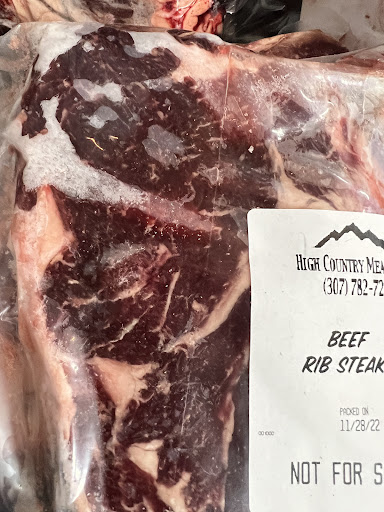 HIGH COUNTRY MEA
(307) 782-72
BEEF
RIB STEAK
PACKED ON
11/28/22
NOT FOR S